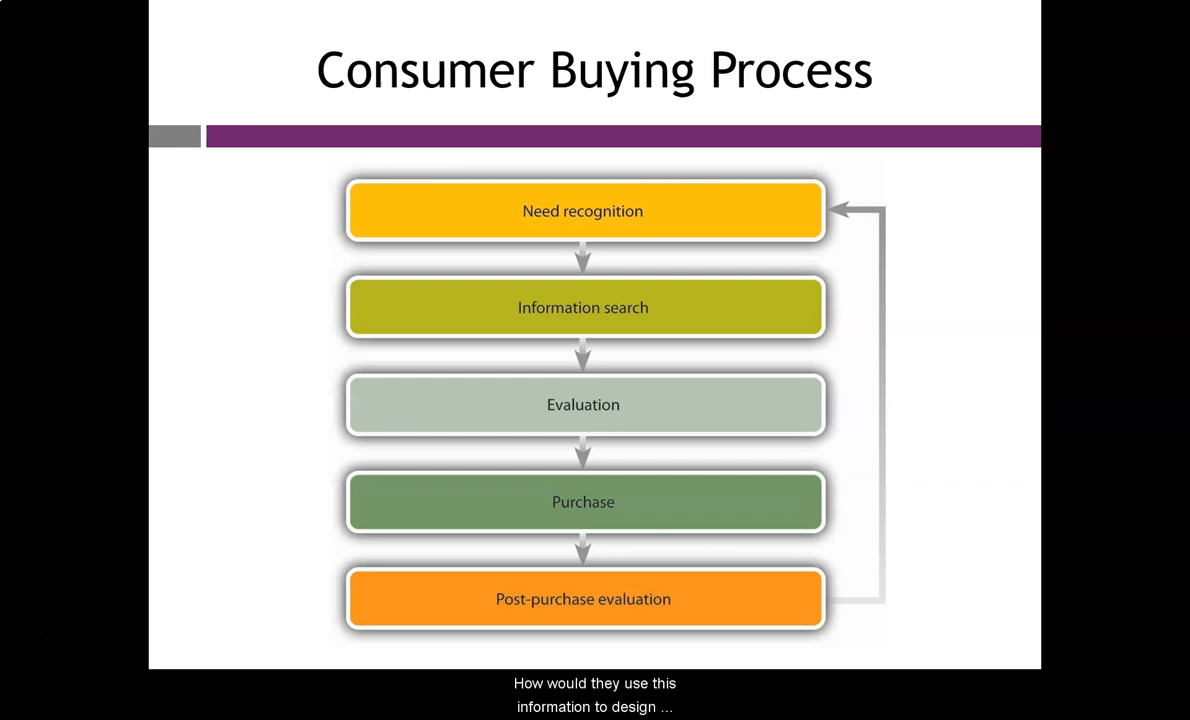 Consumer Buying Process
Need recognition
Information search
Evaluation
Purchase
Post-purchase evaluation
How would they use this
information to design ...